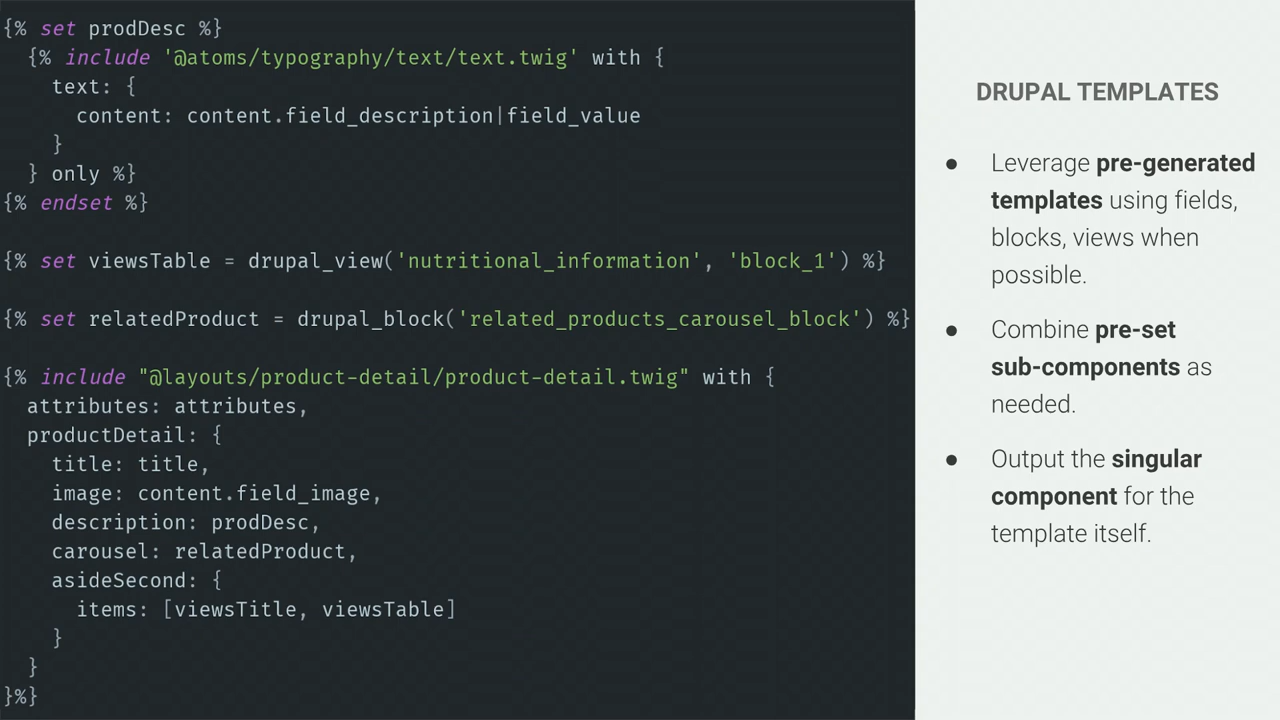 {% set prodDesc %}
  {% include '@atoms/typography/text/text.twig' with {
    text: {
      content: content.field_description|field_value
    }
  } only %}
{% endset %}

{% set viewsTable = drupal_view('nutritional_information', 'block_1') %}

{% set relatedProduct = drupal_block('related_products_carousel_block') %}

{% include "@layouts/product-detail/product-detail.twig" with {
  attributes: attributes,
  productDetail: {
    title: title,
    image: content.field_image,
    description: prodDesc,
    carousel: relatedProduct,
    asideSecond: {
      items: [viewsTitle, viewsTable]
    }
  }
}%}
DRUPAL TEMPLATES
● Leverage pre-generated
templates using fields,
blocks, views when
possible.
● Combine pre-set
sub-components as
needed.
● Output the singular
component for the
template itself.